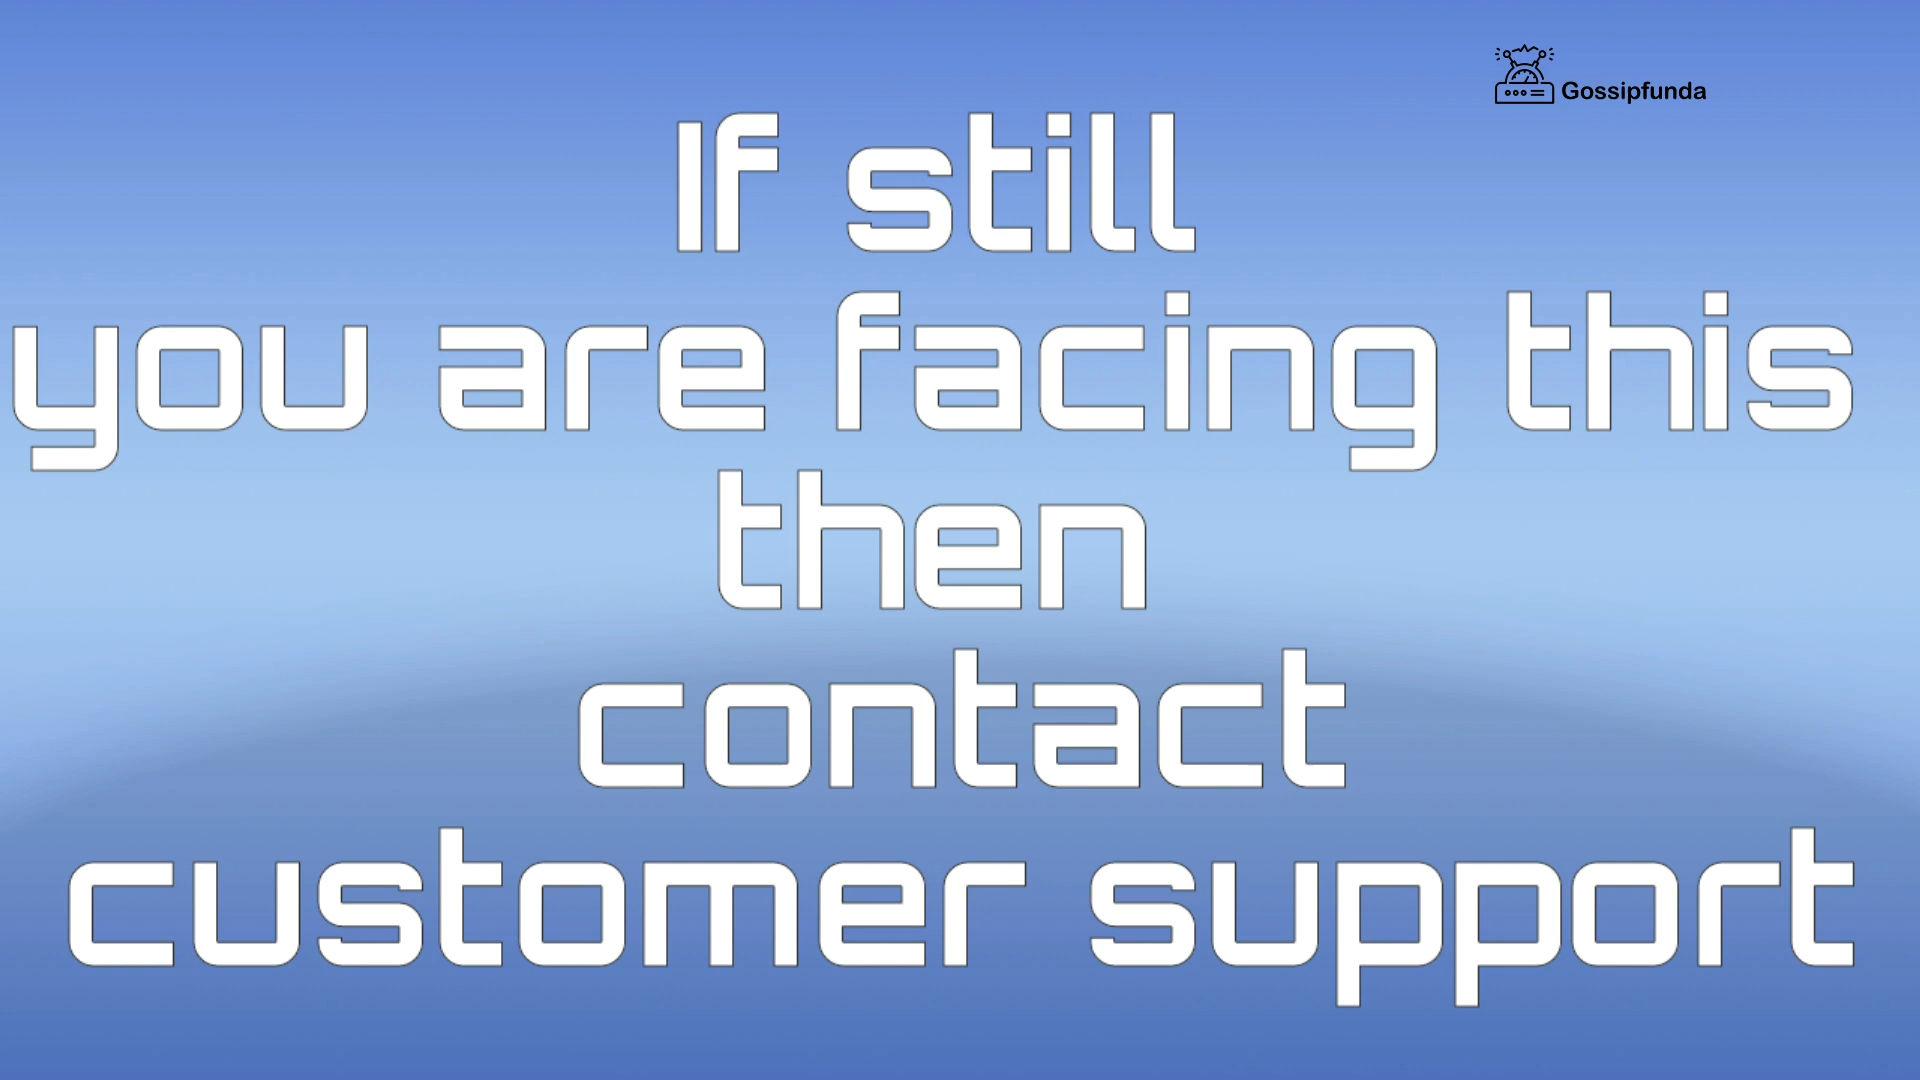 Gossipfunda
If still
you are facing this
then
contact
customer support